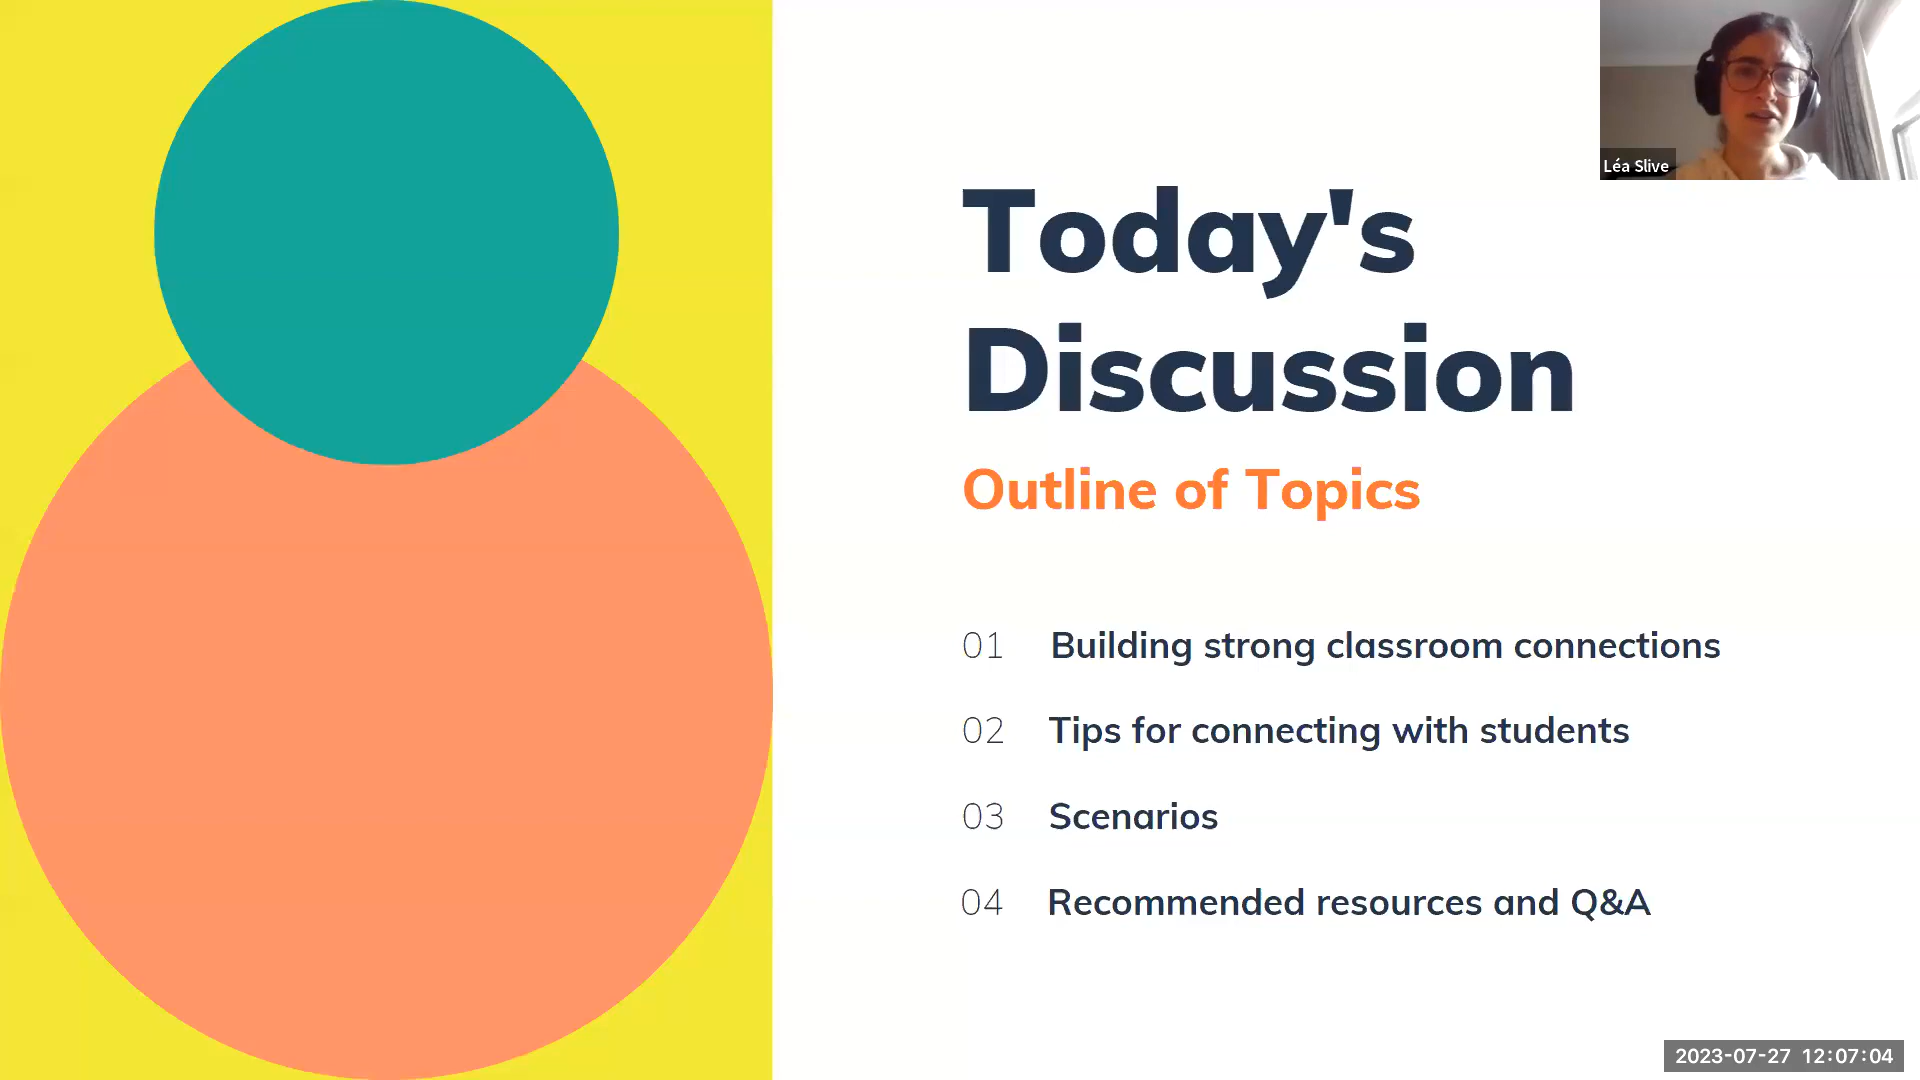 Léa Slive
Today's
Discussion
Outline of Topics
01 Building strong classroom connections
02 Tips for connecting with students
03 Scenarios
04 Recommended resources and Q&A
2023-07-27 12:07:04